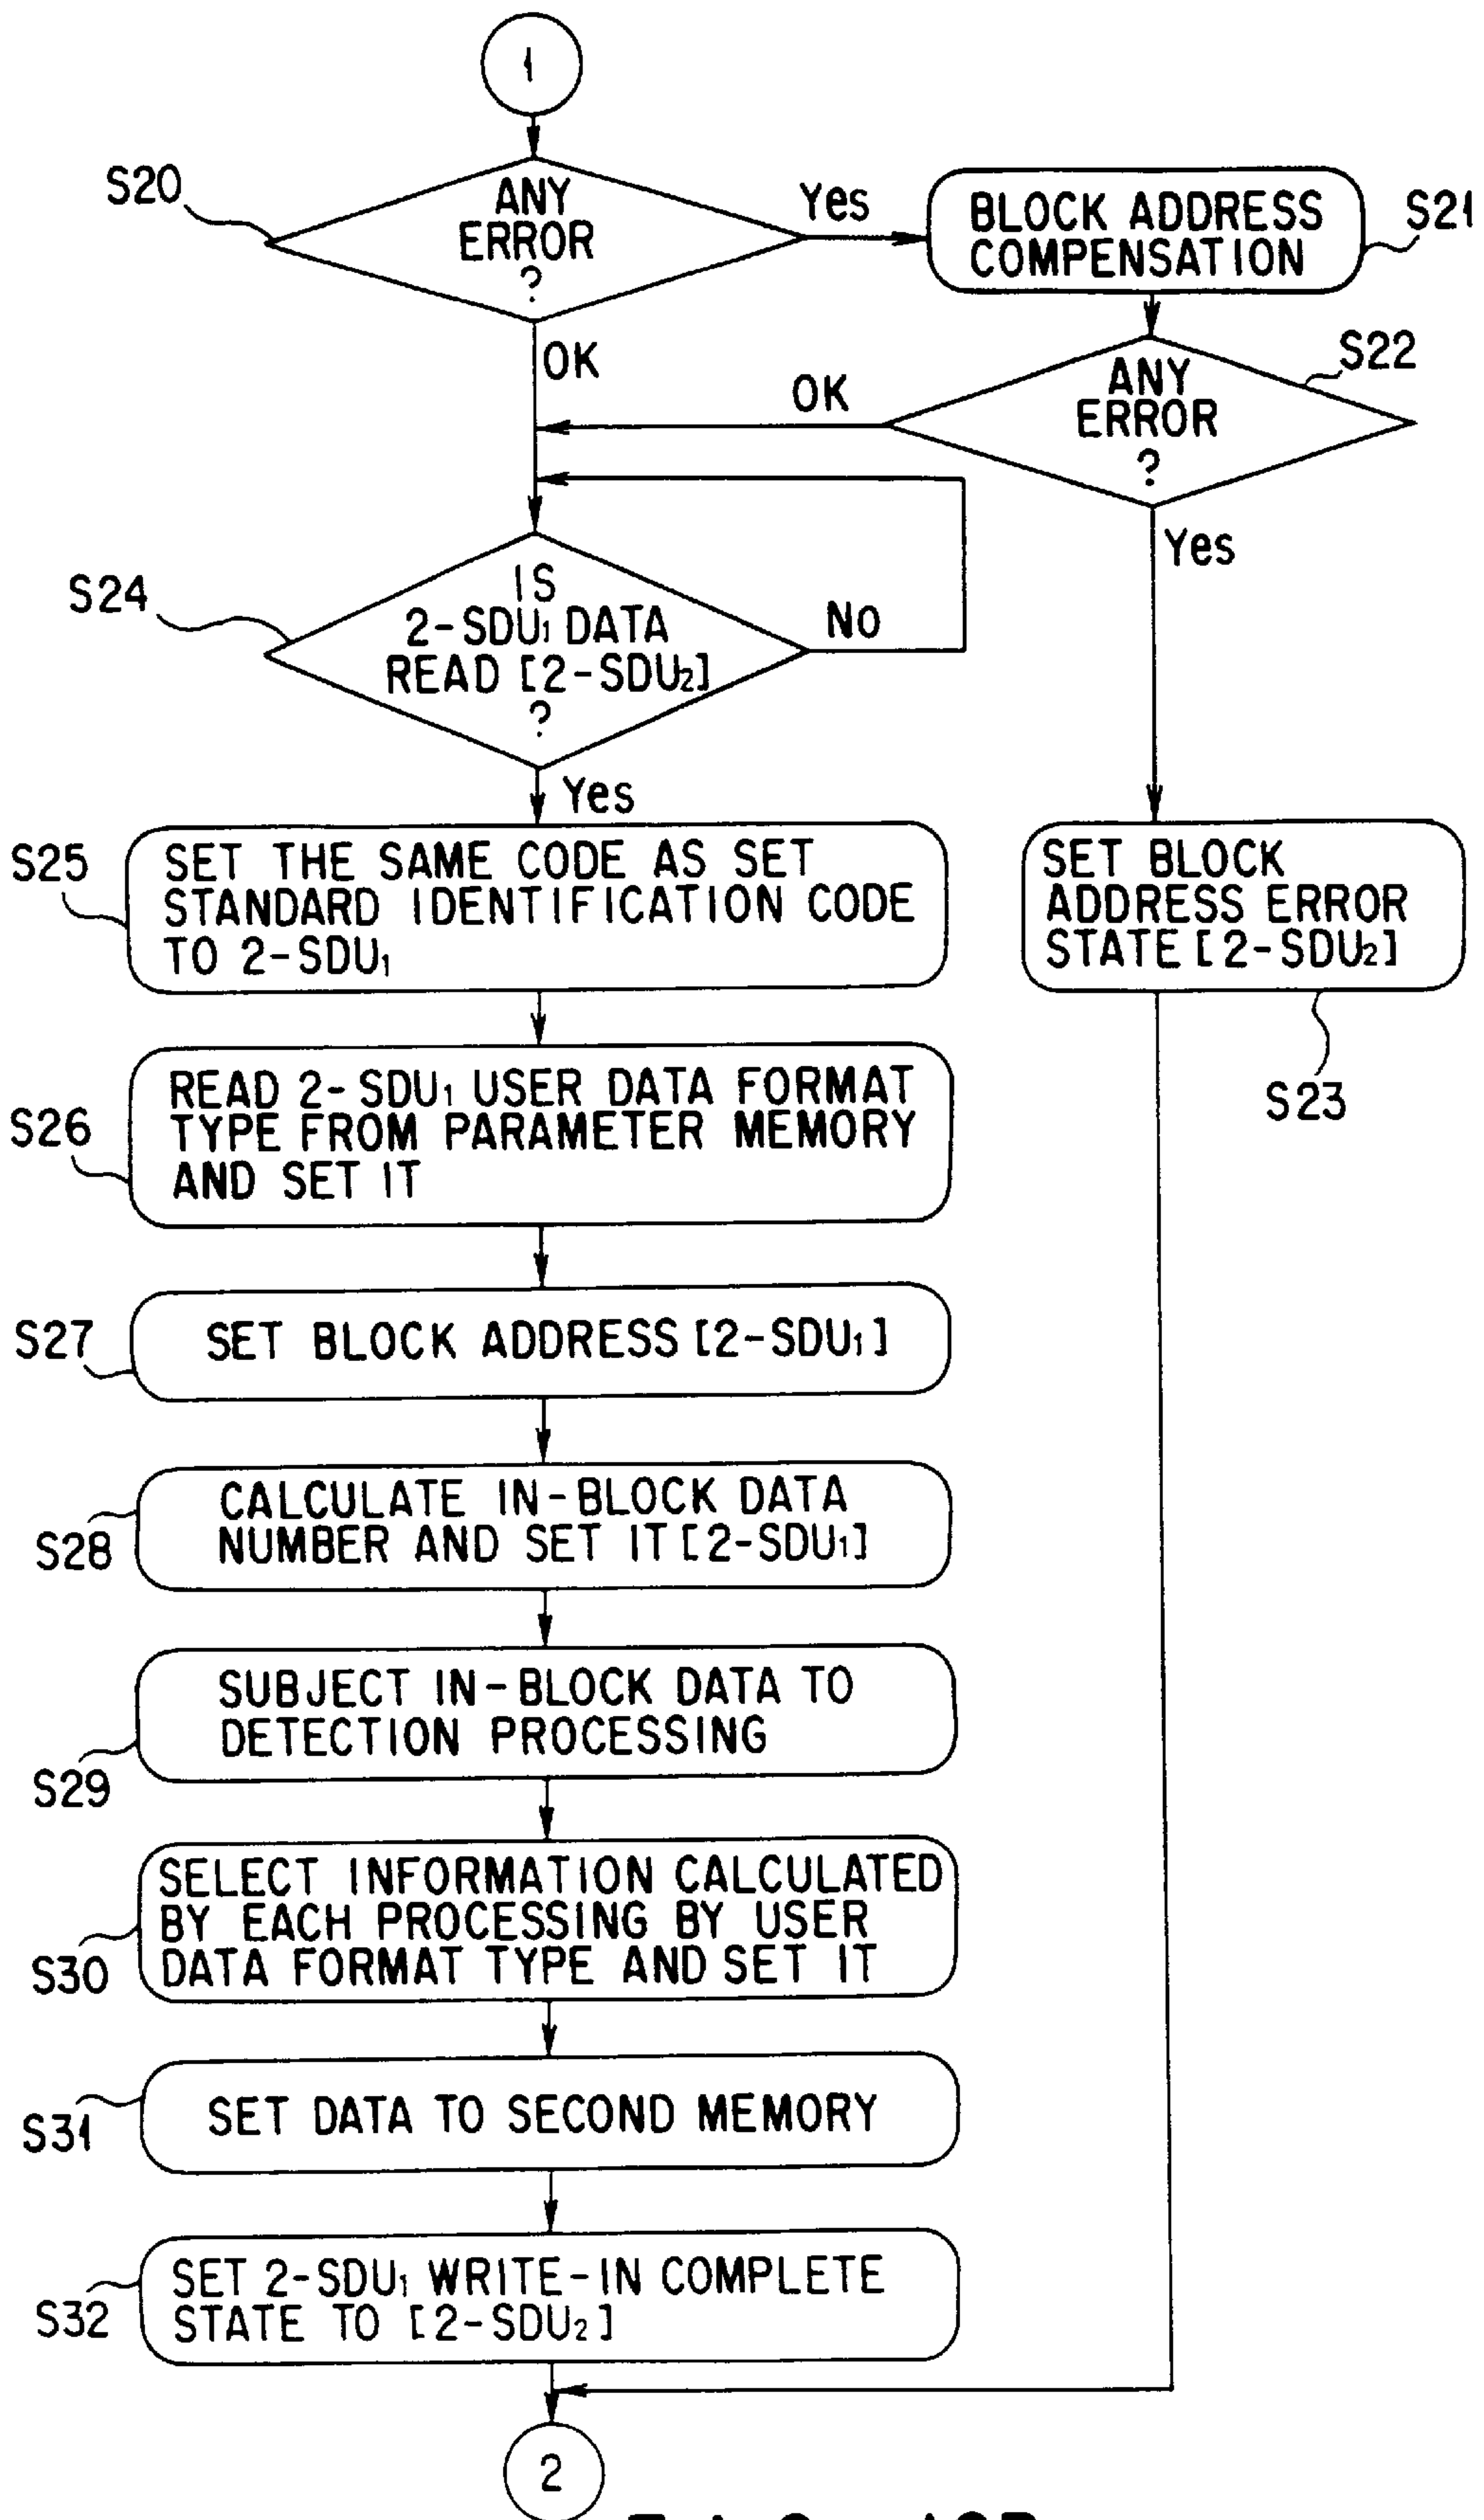 1
S20
ANY
ERROR
?
Yes
BLOCK ADDRESS
COMPENSATION
S21
OK
OK
ANY
ERROR
?
S22
Yes
S24
IS
2-SDU₁ DATA
READ [2-SDU₂]
?
No
Yes
S25
SET THE SAME CODE AS SET
STANDARD IDENTIFICATION CODE
TO 2-SDU₁
SET BLOCK
ADDRESS ERROR
STATE [2-SDU₂]
S23
S26
READ 2-SDU₁ USER DATA FORMAT
TYPE FROM PARAMETER MEMORY
AND SET IT
S27
SET BLOCK ADDRESS [2-SDU₁]
S28
CALCULATE IN-BLOCK DATA
NUMBER AND SET IT [2-SDU₁]
S29
SUBJECT IN-BLOCK DATA TO
DETECTION PROCESSING
S30
SELECT INFORMATION CALCULATED
BY EACH PROCESSING BY USER
DATA FORMAT TYPE AND SET IT
S31
SET DATA TO SECOND MEMORY
S32
SET 2-SDU₁ WRITE-IN COMPLETE
STATE TO [2-SDU₂]
2